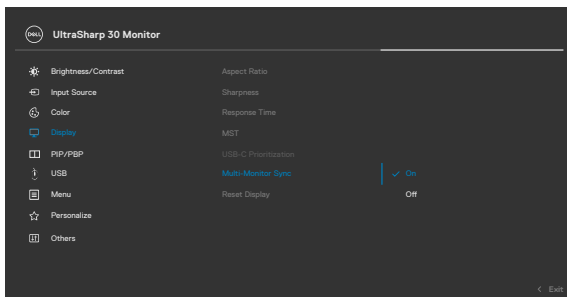 DELL UltraSharp 30 Monitor
Brightness/Contrast Aspect Ratio
Input Source Sharpness
Color Response Time
Display MST
PIP/PBP USB-C Prioritization
USB Multi-Monitor Sync On
Menu Reset Display Off
Personalize
Others
Exit